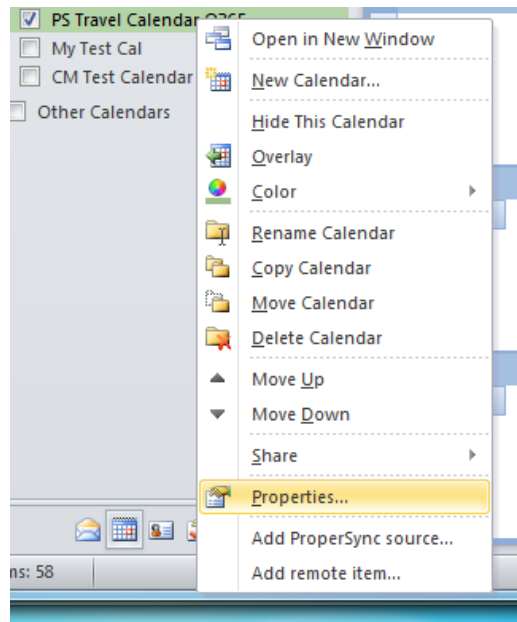 PS Travel Calendar O365
My Test Cal
CM Test Calendar
Other Calendars
Open in New Window
New Calendar...
Hide This Calendar
Overlay
Color
Rename Calendar
Copy Calendar
Move Calendar
Delete Calendar
Move Up
Move Down
Share
Properties...
Add ProperSync source...
Add remote item...
ms: 58